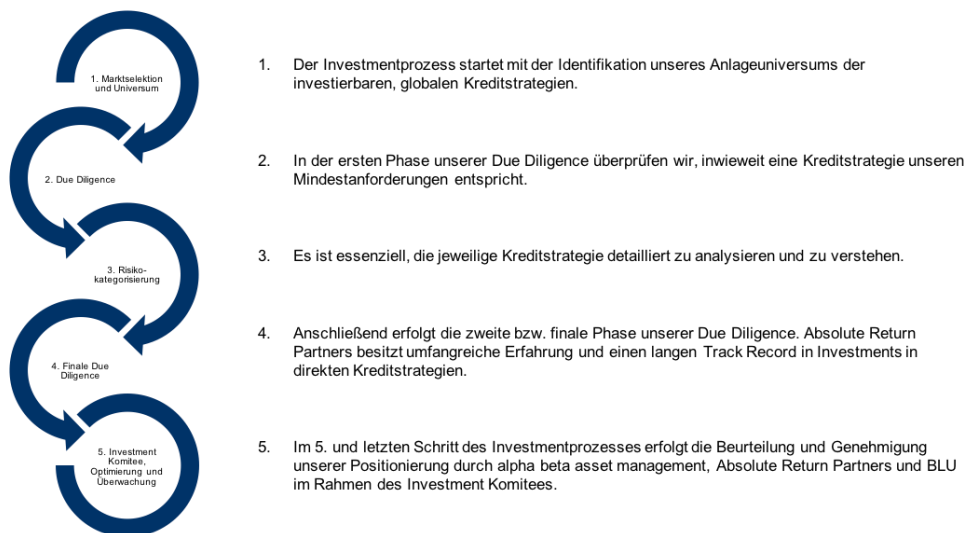 1. Marktselektion
und Universum
1. Der Investmentprozess startet mit der Identifikation unseres Anlageuniversums der
investierbaren, globalen Kreditstrategien.
2. Due Diligence
2. In der ersten Phase unserer Due Diligence überprüfen wir, inwieweit eine Kreditstrategie unseren
Mindestanforderungen entspricht.
3. Risiko-
kategorisierung
3. Es ist essenziell, die jeweilige Kreditstrategie detailliert zu analysieren und zu verstehen.
4. Finale Due
Diligence
4. Anschließend erfolgt die zweite bzw. finale Phase unserer Due Diligence. Absolute Return
Partners besitzt umfangreiche Erfahrung und einen langen Track Record in Investments in
direkten Kreditstrategien.
5. Investment
Komitee,
Optimierung und
Überwachung
5. Im 5. und letzten Schritt des Investmentprozesses erfolgt die Beurteilung und Genehmigung
unserer Positionierung durch alpha beta asset management, Absolute Return Partners und BLU
im Rahmen des Investment Komitees.